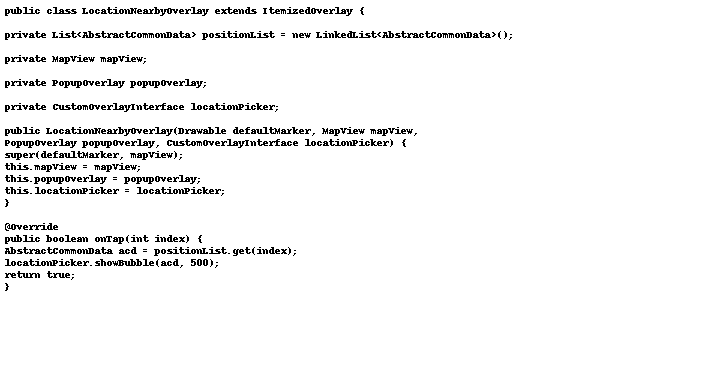 public class LocationNearbyOverlay extends ItemizedOverlay {
private List<AbstractCommonData> positionList = new LinkedList<AbstractCommonData>();
private MapView mapView;
private PopupOverlay popupOverlay;
private CustomOverlayInterface locationPicker;
public LocationNearbyOverlay(Drawable defaultMarker, MapView mapView,
PopupOverlay popupOverlay, CustomOverlayInterface locationPicker) {
super(defaultMarker, mapView);
this.mapView = mapView;
this.popupOverlay = popupOverlay;
this.locationPicker = locationPicker;
}
@Override
public boolean onTap(int index) {
AbstractCommonData acd = positionList.get(index);
locationPicker.showBubble(acd, 500);
return true;
}